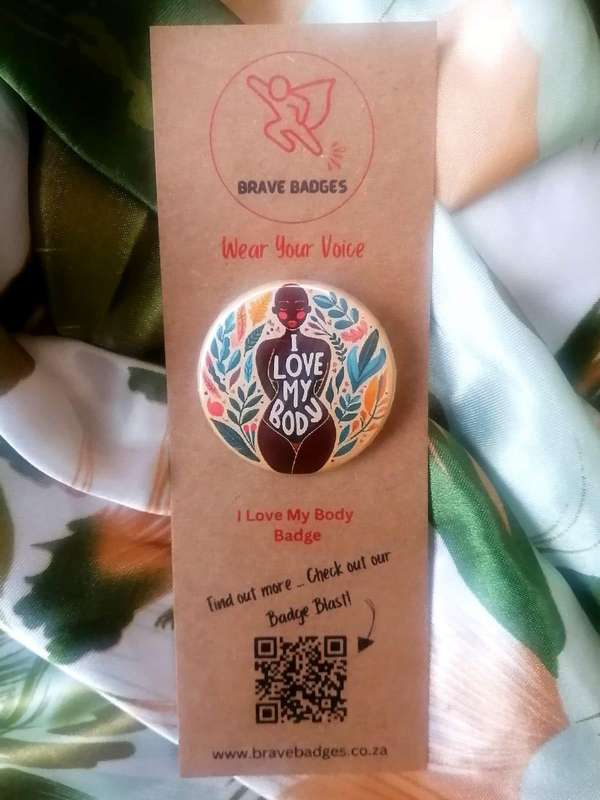 BRAVE BADGES
Wear Your Voice
I
LOVE
MY
BODY
I Love My Body
Badge
Find out more ... Check out our
Badge Blast!
www.bravebadges.co.za